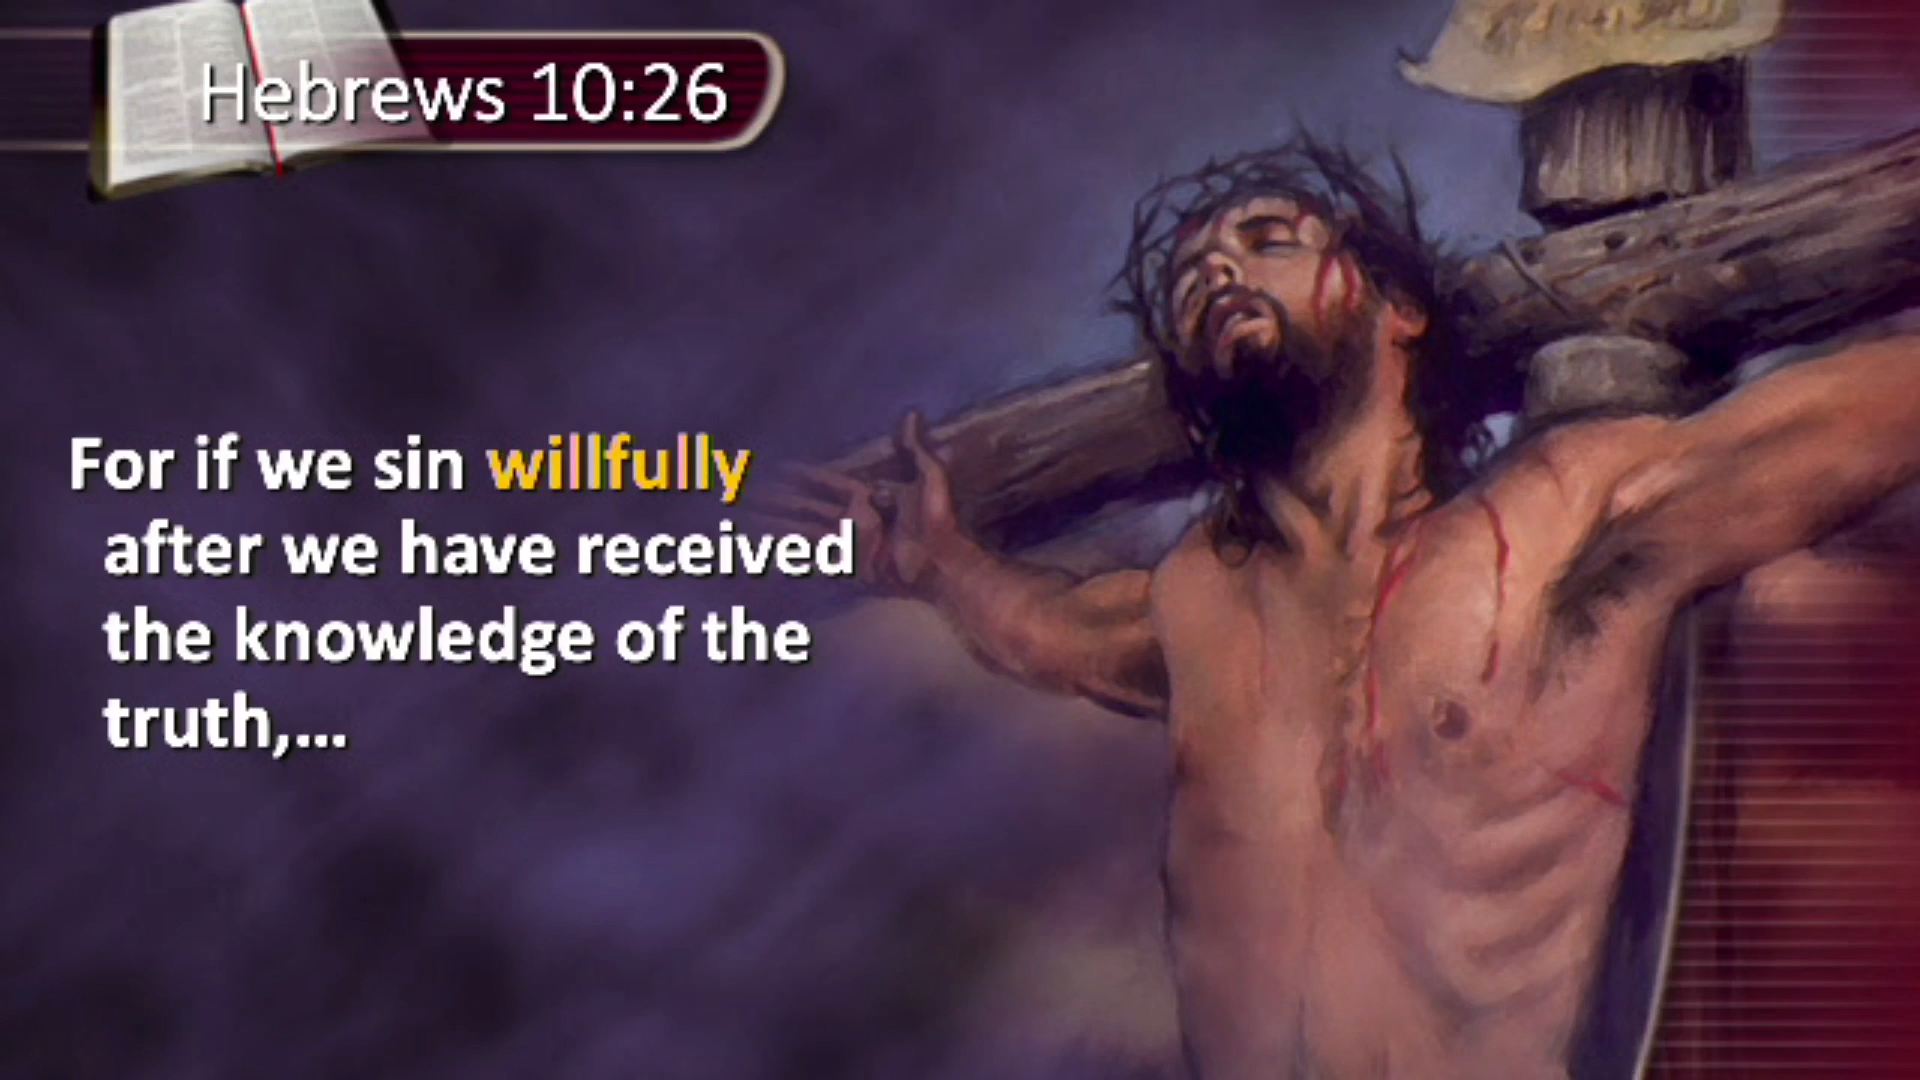 Hebrews 10:26
For if we sin willfully
after we have received
the knowledge of the
truth,...